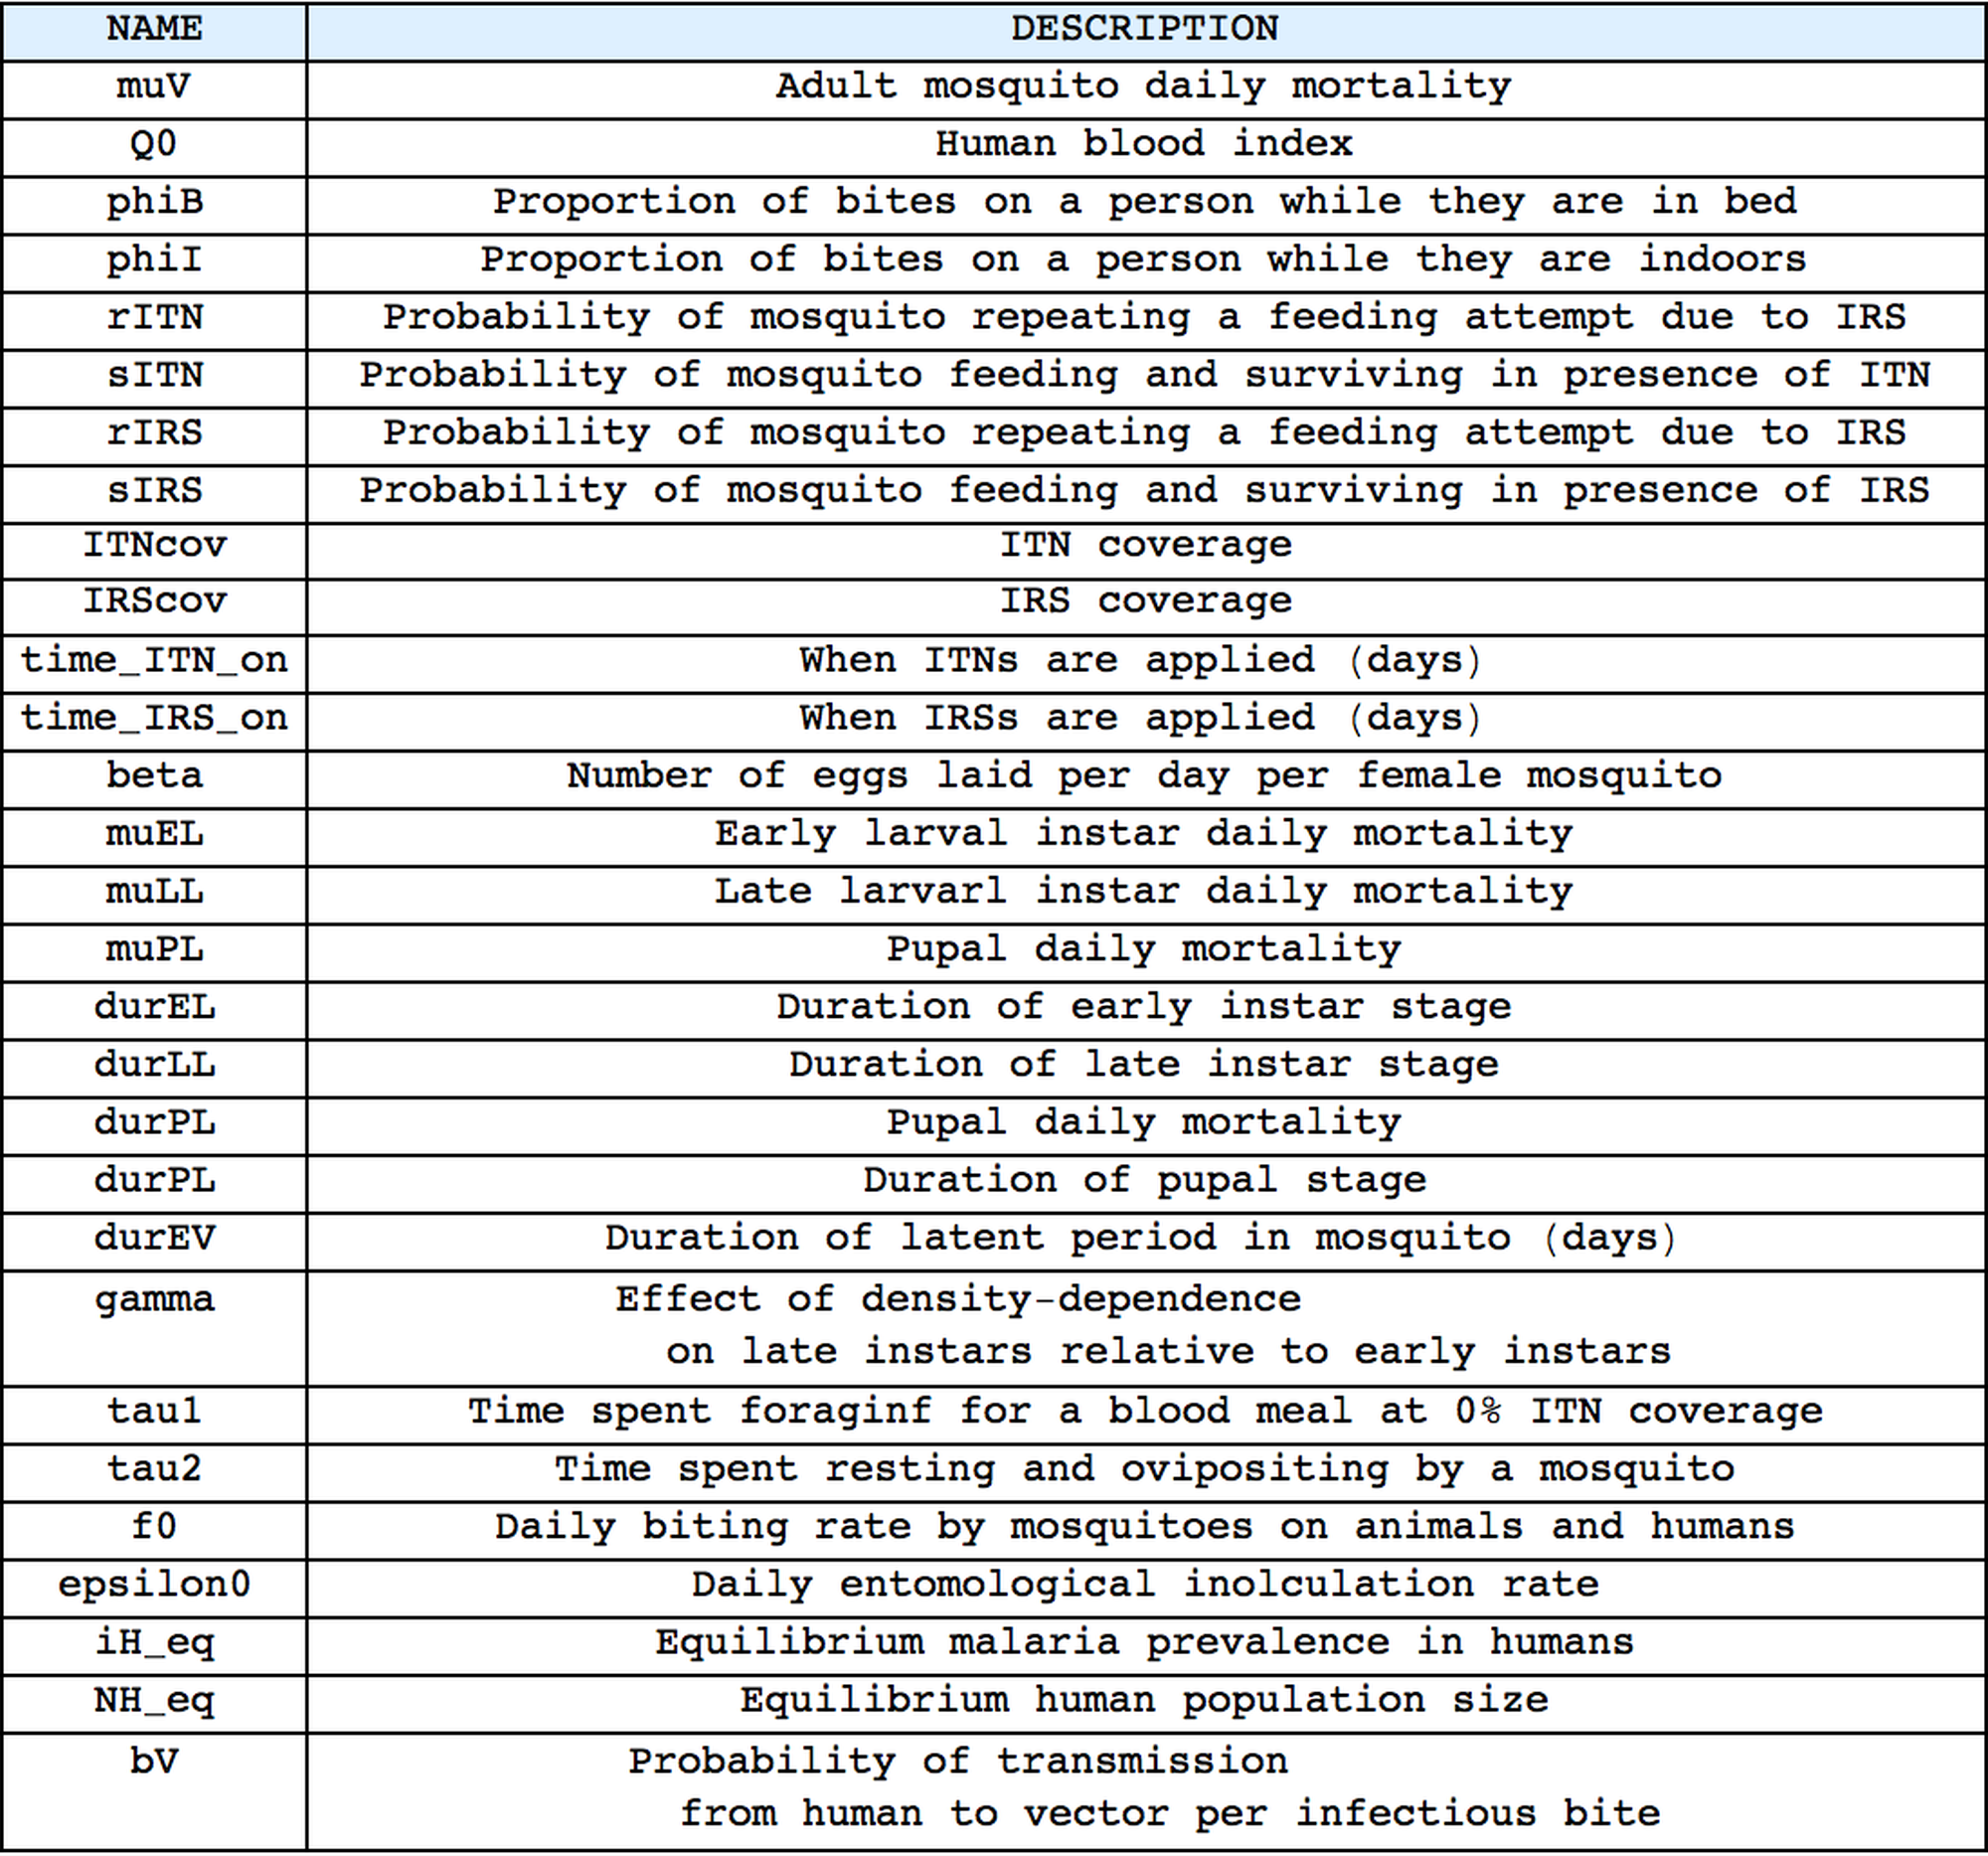 NAME DESCRIPTION
muV Adult mosquito daily mortality
Q0 Human blood index
phiB Proportion of bites on a person while they are in bed
phiI Proportion of bites on a person while they are indoors
rITN Probability of mosquito repeating a feeding attempt due to IRS
sITN Probability of mosquito feeding and surviving in presence of ITN
rIRS Probability of mosquito repeating a feeding attempt due to IRS
sIRS Probability of mosquito feeding and surviving in presence of IRS
ITNcov ITN coverage
IRScov IRS coverage
time_ITN_on When ITNs are applied (days)
time_IRS_on When IRSs are applied (days)
beta Number of eggs laid per day per female mosquito
muEL Early larval instar daily mortality
muLL Late larvarl instar daily mortality
muPL Pupal daily mortality
durEL Duration of early instar stage
durLL Duration of late instar stage
durPL Pupal daily mortality
durPL Duration of pupal stage
durEV Duration of latent period in mosquito (days)
gamma Effect of density-dependence
on late instars relative to early instars
tau1 Time spent foraginf for a blood meal at 0% ITN coverage
tau2 Time spent resting and ovipositing by a mosquito
f0 Daily biting rate by mosquitoes on animals and humans
epsilon0 Daily entomological inolculation rate
iH_eq Equilibrium malaria prevalence in humans
NH_eq Equilibrium human population size
bV Probability of transmission
from human to vector per infectious bite